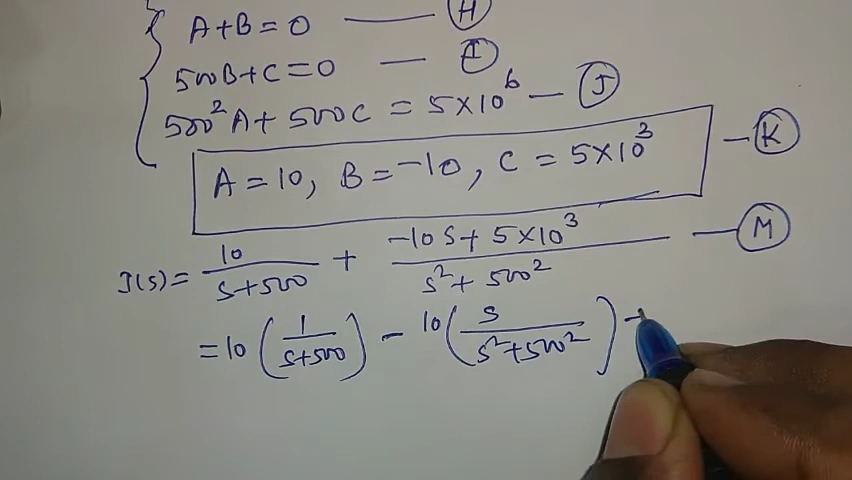 A+B=0 — (H)
500B+C=0 — (I)
500²A+500C = 5×10⁶ — (J)
A=10, B=-10, C=5×10³ — (K)
I(s)= 10/(s+500) + (-10s+5×10³)/(s²+500²) — (M)
=10(1/(s+500)) - 10(s/(s²+500²))